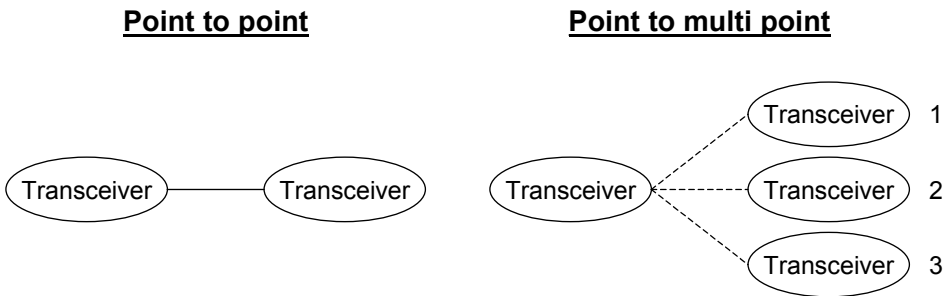 Point to point
Transceiver
Transceiver
Point to multi point
Transceiver
Transceiver 1
Transceiver 2
Transceiver 3